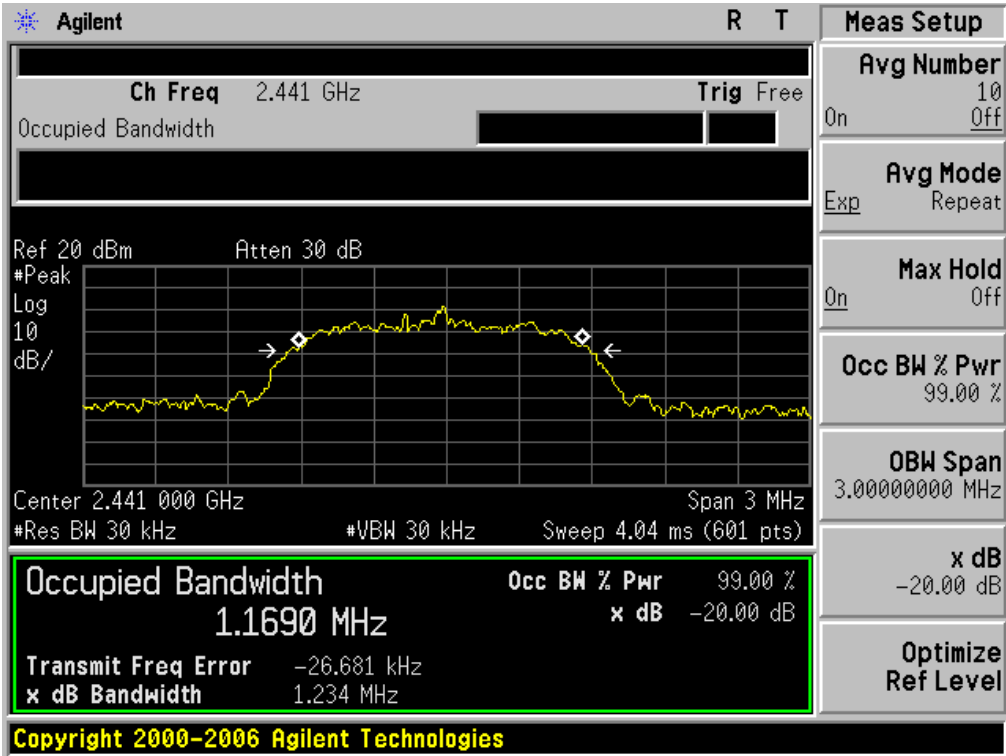 Agilent R T
Ch Freq 2.441 GHz Trig Free
Occupied Bandwidth
Ref 20 dBm Atten 30 dB
#Peak
Log
10
dB/
Center 2.441 000 GHz Span 3 MHz
#Res BW 30 kHz #VBW 30 kHz Sweep 4.04 ms (601 pts)
Occupied Bandwidth Occ BW % Pwr 99.00 %
1.1690 MHz x dB -20.00 dB
Transmit Freq Error -26.681 kHz
x dB Bandwidth 1.234 MHz
Copyright 2000-2006 Agilent Technologies
Meas Setup
Avg Number
10
On Off
Avg Mode
Exp Repeat
Max Hold
On Off
Occ BW % Pwr
99.00 %
OBW Span
3.00000000 MHz
x dB
-20.00 dB
Optimize
Ref Level